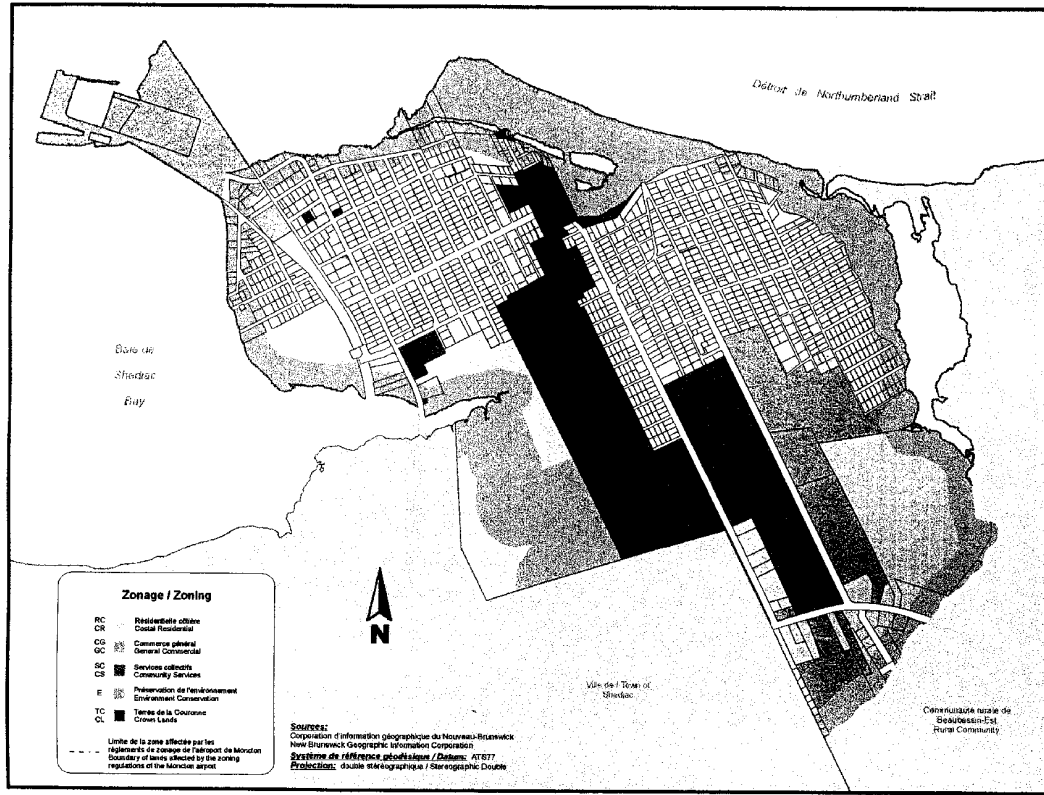 Détroit de Northumberland Strait
Baie de
Shediac
Bay
N
Zonage / Zoning
RC Résidentielle côtière
CR Costal Residential
CG Commerce général
GC General Commercial
SC Services collectifs
CS Community Services
E Préservation de l'environnement
Environment Conservation
TC Terres de la Couronne
CL Crown Lands
Limite de la zone affectée par les
règlements de zonage de l'aéroport de Moncton
Boundary of lands affected by the zoning
regulations of the Moncton airport
Sources:
Corporation d'information géographique du Nouveau-Brunswick
New Brunswick Geographic Information Corporation
Système de référence géodésique / Datum: ATS77
Projection: double stéréographique / Stereographic Double
Ville de / Town of
Shediac
Communauté rurale de
Beaubassin-Est
Rural Community